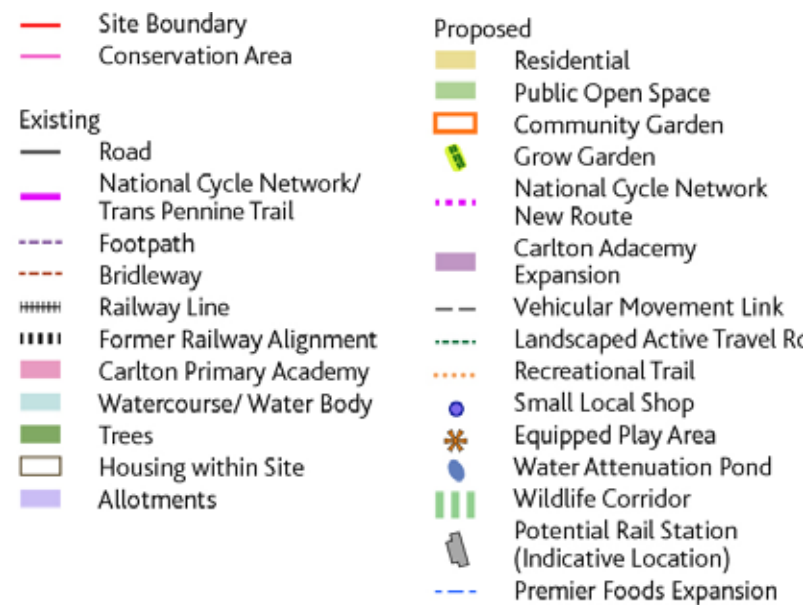 Site Boundary
Conservation Area
Existing
Road
National Cycle Network/
Trans Pennine Trail
Footpath
Bridleway
Railway Line
Former Railway Alignment
Carlton Primary Academy
Watercourse/ Water Body
Trees
Housing within Site
Allotments
Proposed
Residential
Public Open Space
Community Garden
Grow Garden
National Cycle Network
New Route
Carlton Adacemy
Expansion
Vehicular Movement Link
Landscaped Active Travel
Recreational Trail
Small Local Shop
Equipped Play Area
Water Attenuation Pond
Wildlife Corridor
Potential Rail Station
(Indicative Location)
Premier Foods Expansion